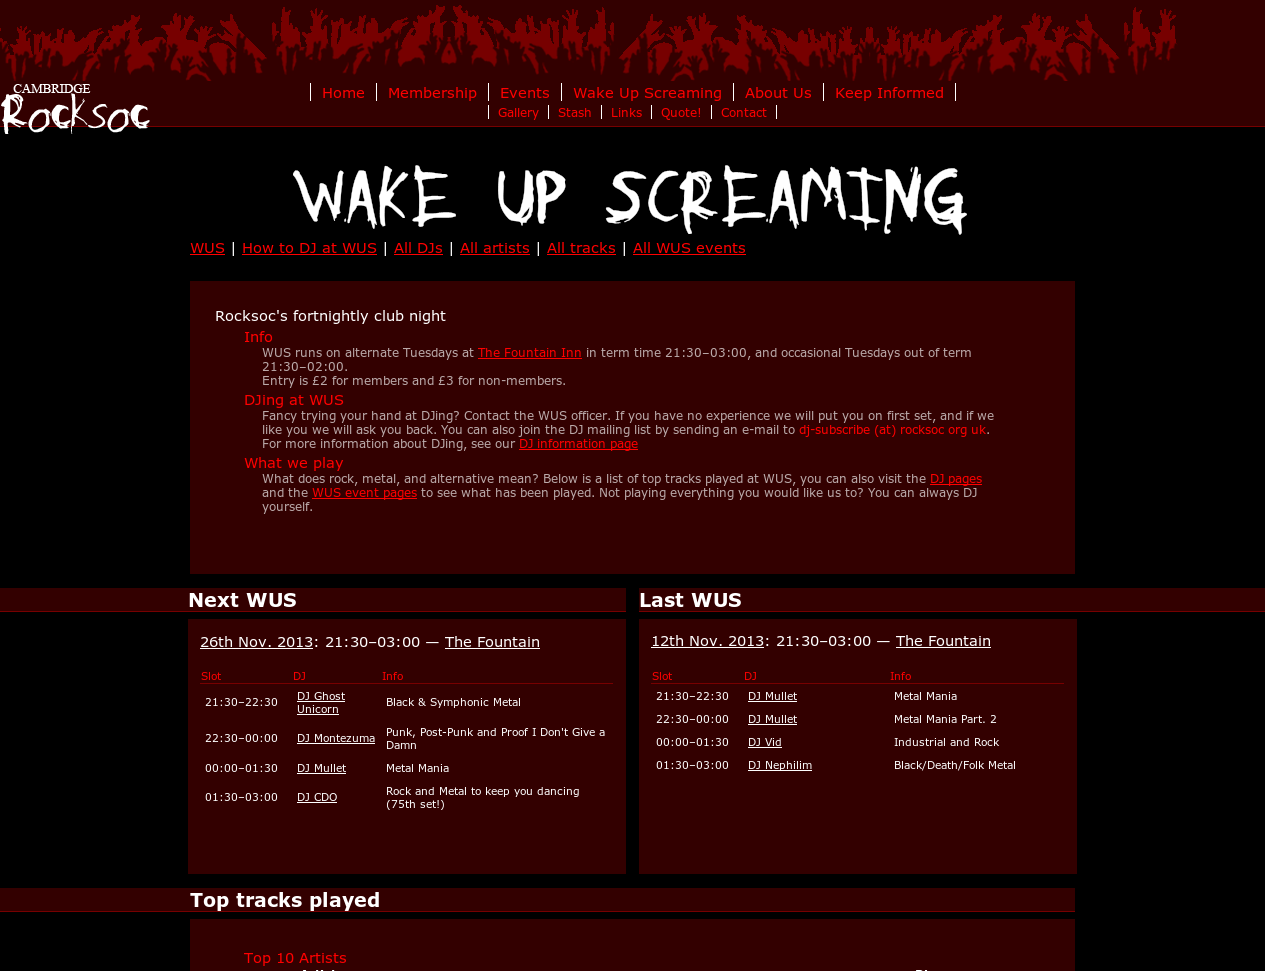 CAMBRIDGE
Rocksoc
Home | Membership | Events | Wake Up Screaming | About Us | Keep Informed
Gallery | Stash | Links | Quote! | Contact
WAKE UP SCREAMING
WUS | How to DJ at WUS | All DJs | All artists | All tracks | All WUS events
Rocksoc's fortnightly club night
Info
WUS runs on alternate Tuesdays at The Fountain Inn in term time 21:30–03:00, and occasional Tuesdays out of term
21:30–02:00.
Entry is £2 for members and £3 for non-members.
DJing at WUS
Fancy trying your hand at DJing? Contact the WUS officer. If you have no experience we will put you on first set, and if we
like you we will ask you back. You can also join the DJ mailing list by sending an e-mail to dj-subscribe (at) rocksoc org uk.
For more information about DJing, see our DJ information page
What we play
What does rock, metal, and alternative mean? Below is a list of top tracks played at WUS, you can also visit the DJ pages
and the WUS event pages to see what has been played. Not playing everything you would like us to? You can always DJ
yourself.
Next WUS
26th Nov. 2013: 21:30–03:00 — The Fountain
Slot DJ Info
21:30–22:30 DJ Ghost Unicorn Black & Symphonic Metal
22:30–00:00 DJ Montezuma Punk, Post-Punk and Proof I Don't Give a Damn
00:00–01:30 DJ Mullet Metal Mania
01:30–03:00 DJ CDO Rock and Metal to keep you dancing (75th set!)
Last WUS
12th Nov. 2013: 21:30–03:00 — The Fountain
Slot DJ Info
21:30–22:30 DJ Mullet Metal Mania
22:30–00:00 DJ Mullet Metal Mania Part. 2
00:00–01:30 DJ Vid Industrial and Rock
01:30–03:00 DJ Nephilim Black/Death/Folk Metal
Top tracks played
Top 10 Artists